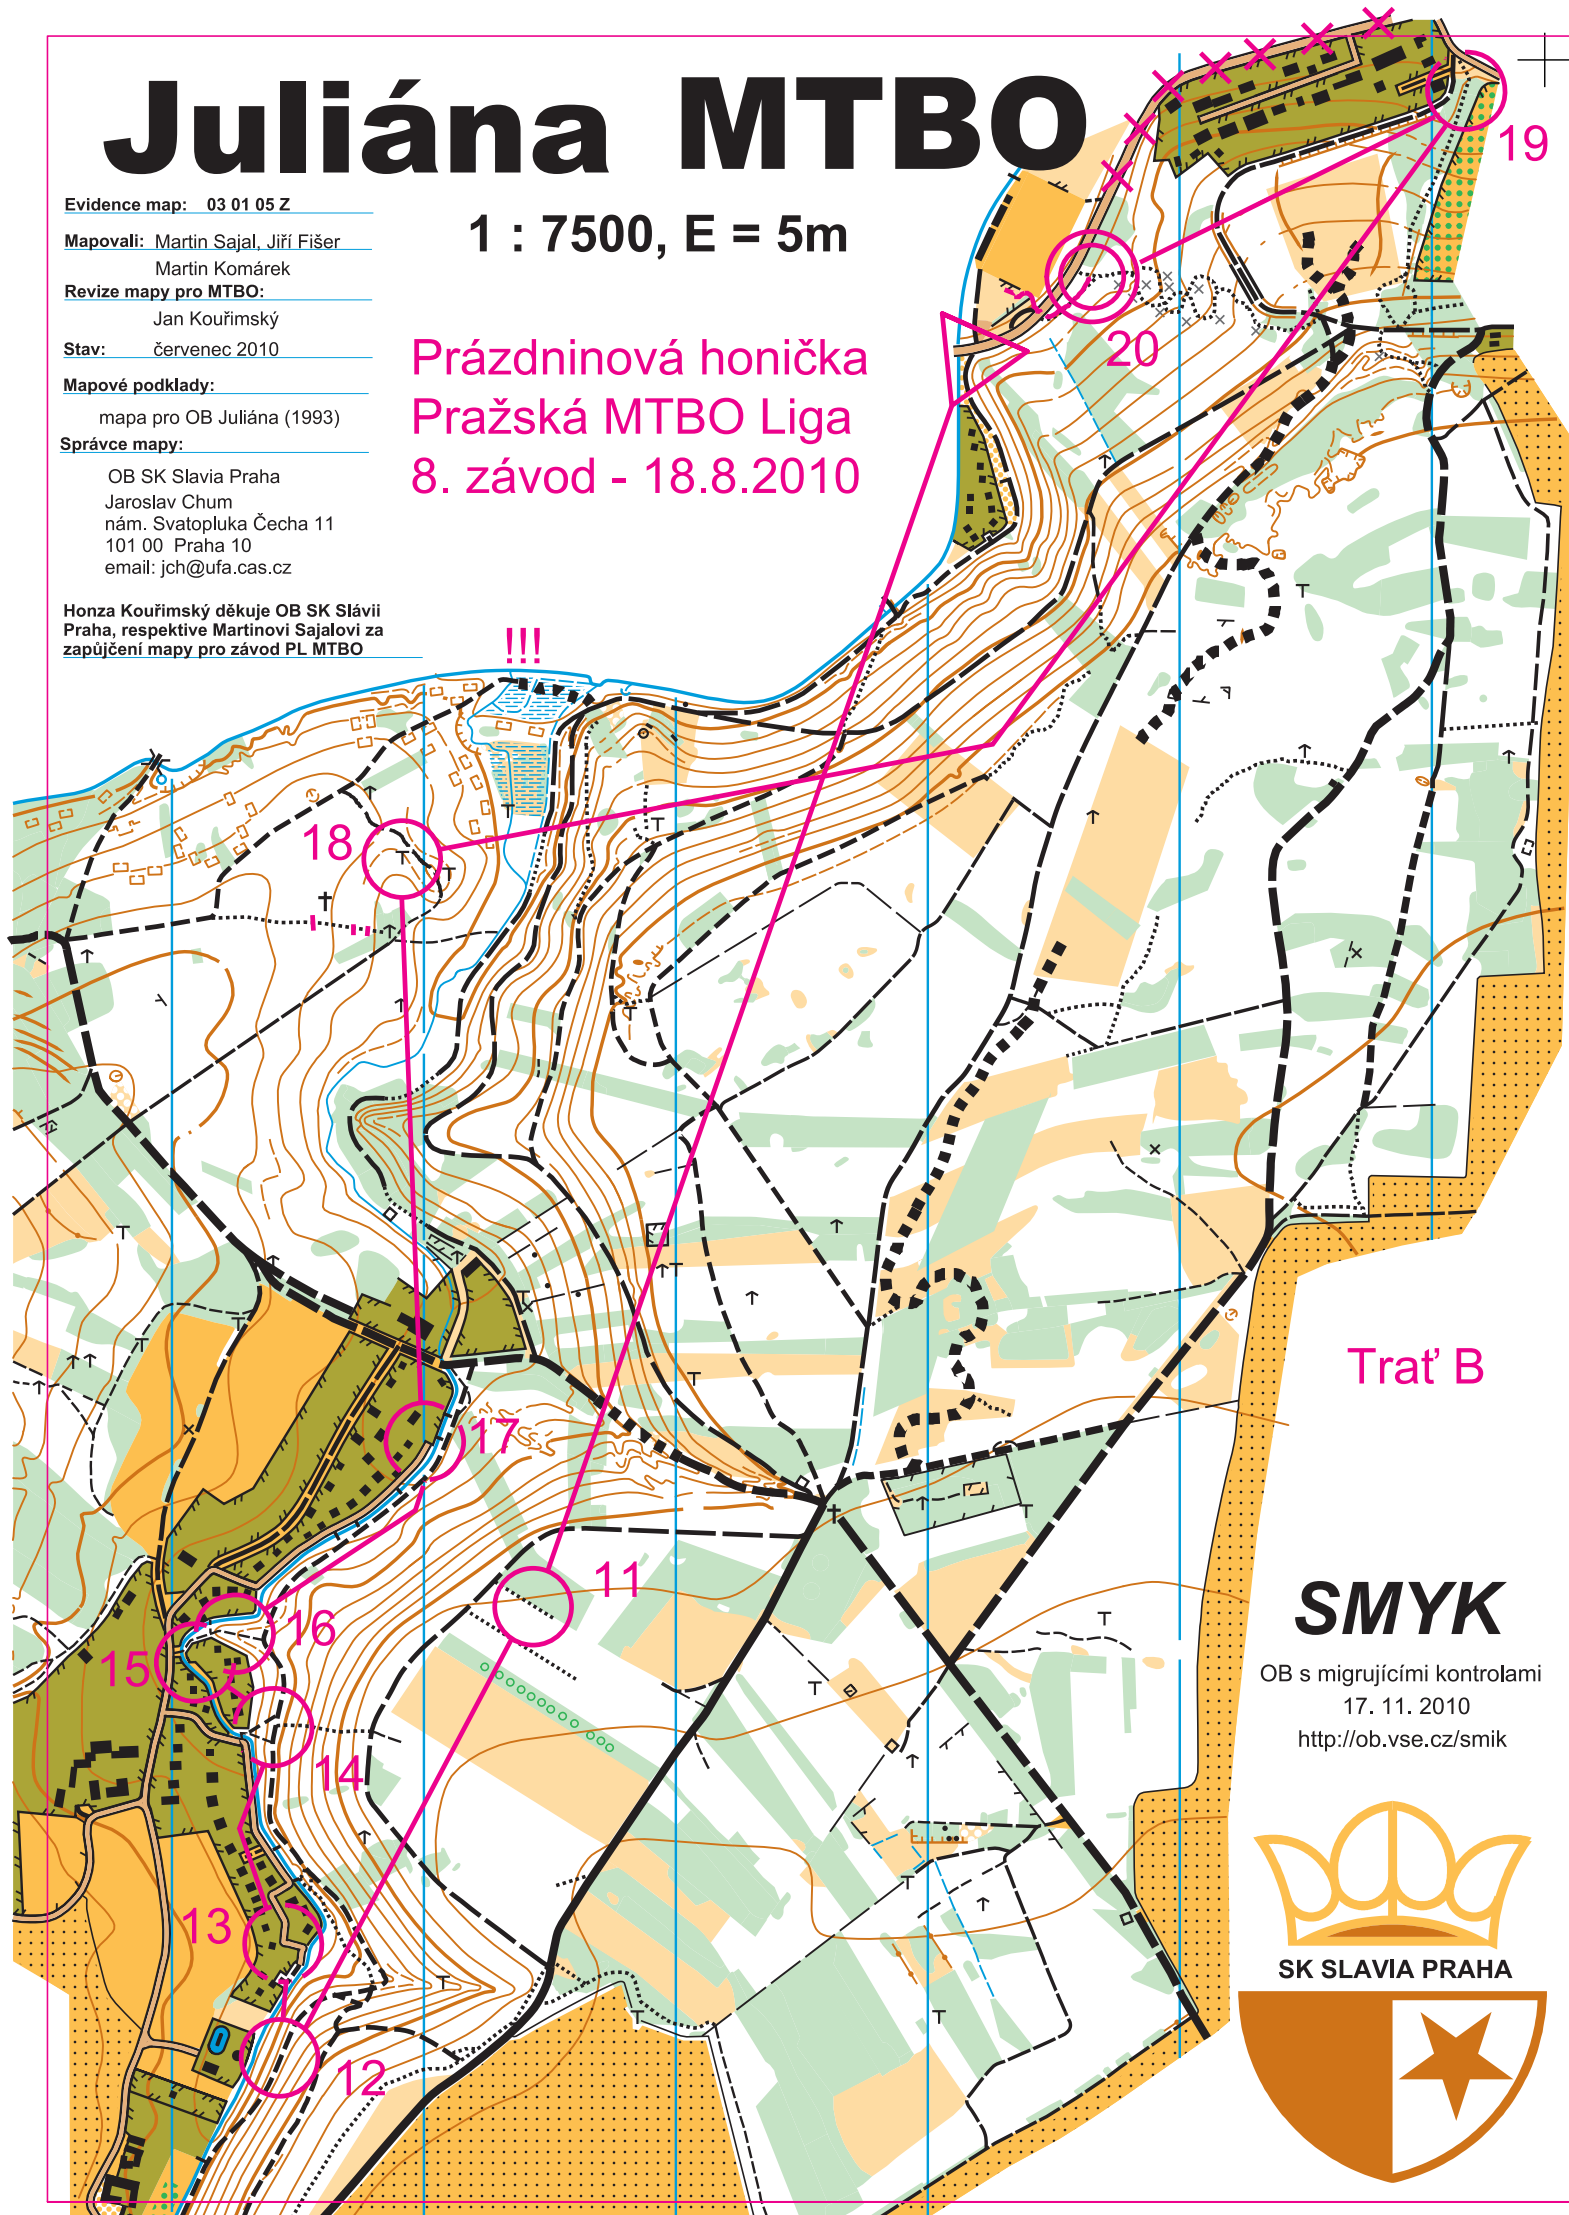 Juliána MTBO
1 : 7500, E = 5m
Evidence map: 03 01 05 Z
Mapovali: Martin Sajal, Jiří Fišer
Martin Komárek
Revize mapy pro MTBO:
Jan Kouřimský
Stav: červenec 2010
Mapové podklady:
mapa pro OB Juliána (1993)
Správce mapy:
OB SK Slavia Praha
Jaroslav Chum
nám. Svatopluka Čecha 11
101 00 Praha 10
email: jch@ufa.cas.cz
Honza Kouřimský děkuje OB SK Slávii
Praha, respektive Martinovi Sajalovi za
zapůjčení mapy pro závod PL MTBO
Prázdninová honička
Pražská MTBO Liga
8. závod - 18.8.2010
19
20
!!!
18
17
11
16
15
14
13
12
Trať B
SMYK
OB s migrujícími kontrolami
17. 11. 2010
http://ob.vse.cz/smik
SK SLAVIA PRAHA